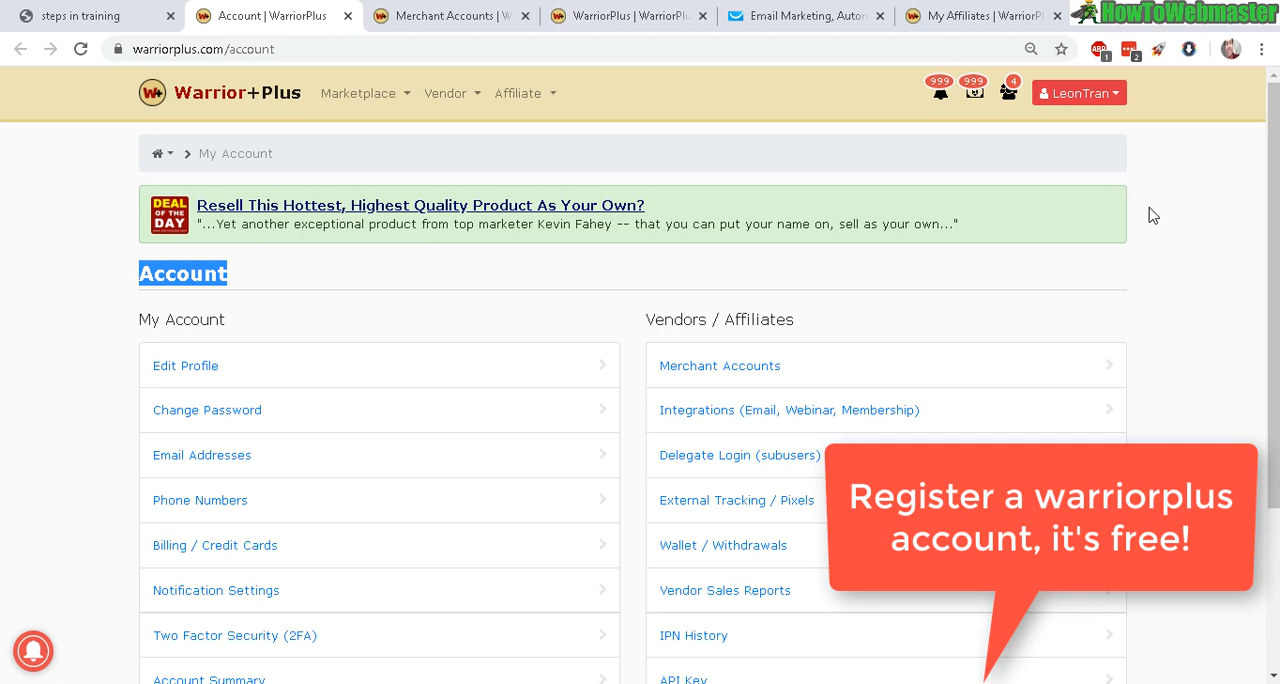 steps in training
Account | WarriorPlus
Merchant Accounts | W
WarriorPlus | WarriorPlu
Email Marketing, Autor
My Affiliates | WarriorP
HowToWebmaster
warriorplus.com/account
ABP 1
2
W+ Warrior+Plus
Marketplace
Vendor
Affiliate
999
999
4
LeonTran
My Account
DEAL OF THE DAY
Resell This Hottest, Highest Quality Product As Your Own?
"...Yet another exceptional product from top marketer Kevin Fahey -- that you can put your name on, sell as your own..."
Account
My Account
Edit Profile
Change Password
Email Addresses
Phone Numbers
Billing / Credit Cards
Notification Settings
Two Factor Security (2FA)
Account Summary
Vendors / Affiliates
Merchant Accounts
Integrations (Email, Webinar, Membership)
Delegate Login (subusers)
External Tracking / Pixels
Wallet / Withdrawals
Vendor Sales Reports
IPN History
API Key
Register a warriorplus
account, it's free!